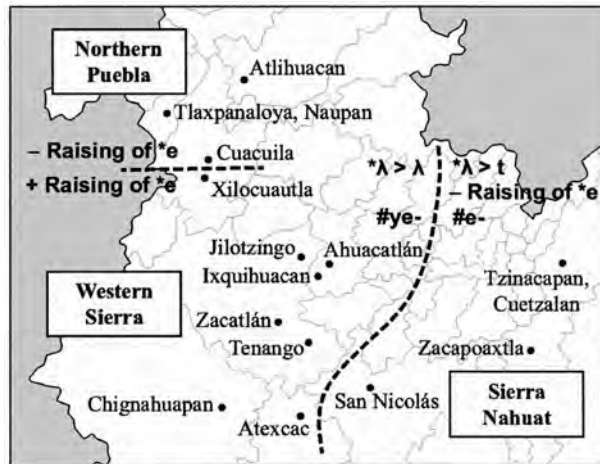 Northern
Puebla
Atlihuacan
Tlaxpanaloya, Naupan
– Raising of *e
Cuacuila
+ Raising of *e
Xilocuautla
*λ > λ
*λ > t
– Raising of *e
#ye-
#e-
Jilotzingo
Ahuacatlán
Ixquihuacan
Tzinacapan,
Cuetzalan
Western
Sierra
Zacatlán
Tenango
Zacapoaxtla
Chignahuapan
San Nicolás
Sierra
Nahuat
Atexcac